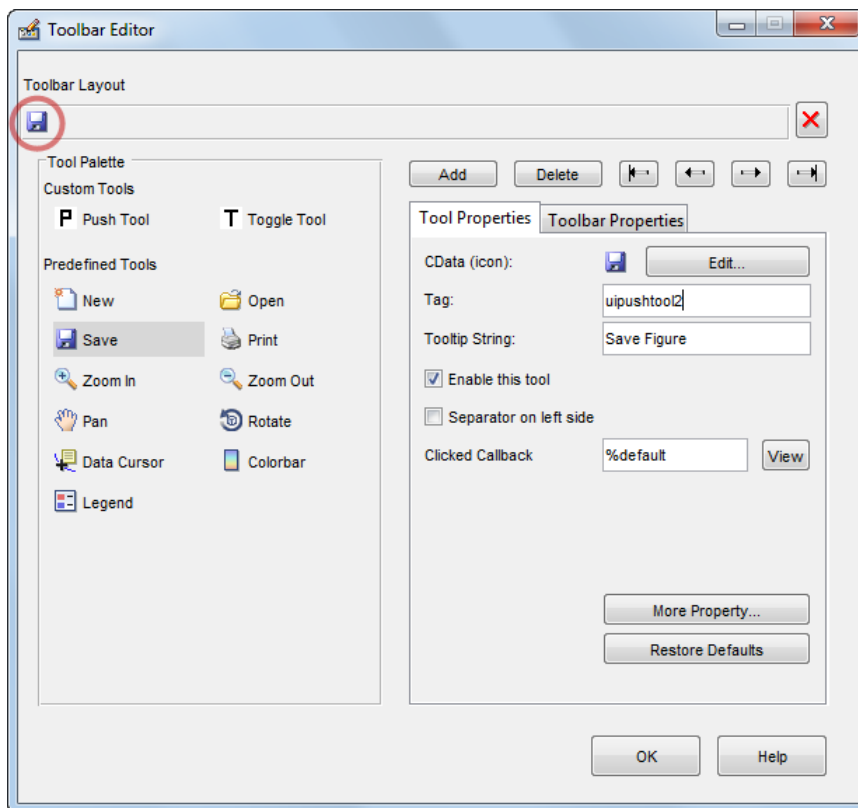 Toolbar Editor
Toolbar Layout
Tool Palette
Custom Tools
P Push Tool T Toggle Tool
Predefined Tools
New Open
Save Print
Zoom In Zoom Out
Pan Rotate
Data Cursor Colorbar
Legend
Add Delete
Tool Properties Toolbar Properties
CData (icon): Edit...
Tag: uipushtool2
Tooltip String: Save Figure
Enable this tool
Separator on left side
Clicked Callback %default View
More Property...
Restore Defaults
OK Help